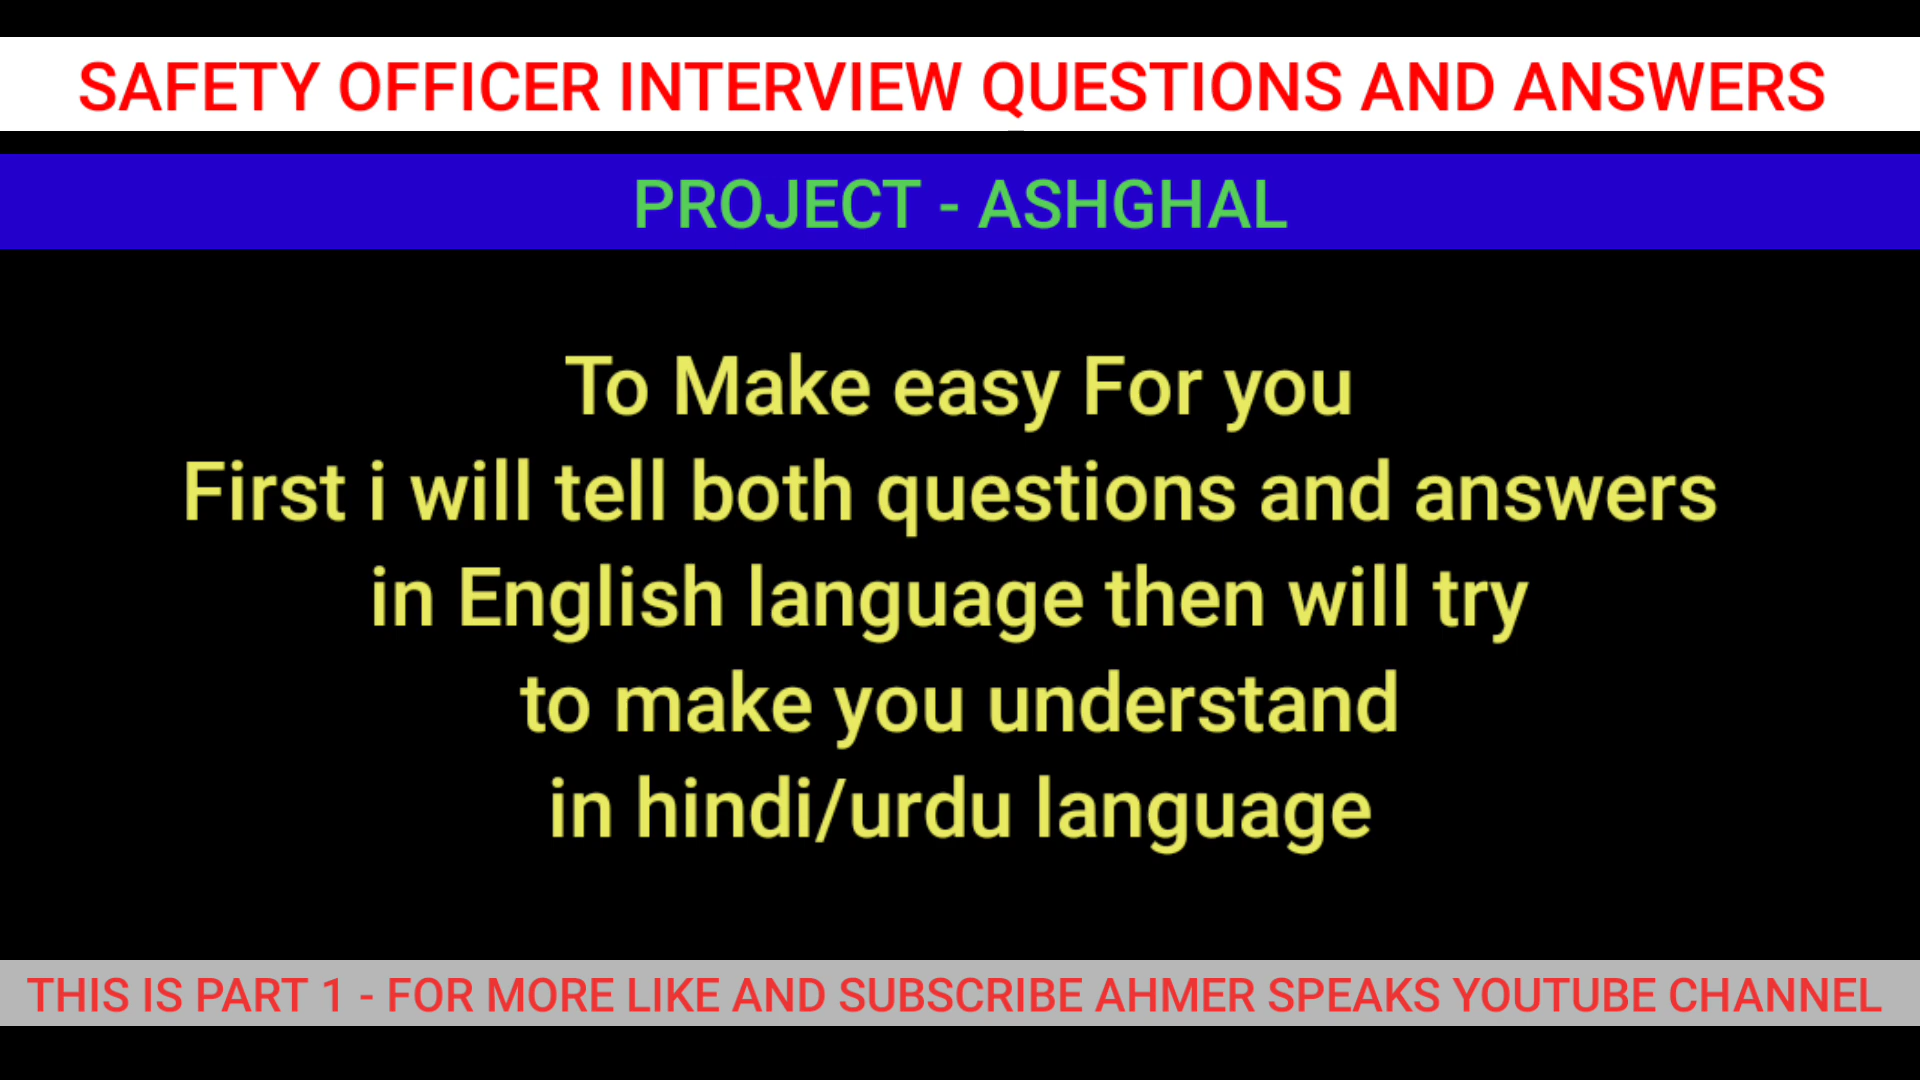 SAFETY OFFICER INTERVIEW QUESTIONS AND ANSWERS
PROJECT - ASHGHAL
To Make easy For you
First i will tell both questions and answers
in English language then will try
to make you understand
in hindi/urdu language
THIS IS PART 1 - FOR MORE LIKE AND SUBSCRIBE AHMER SPEAKS YOUTUBE CHANNEL